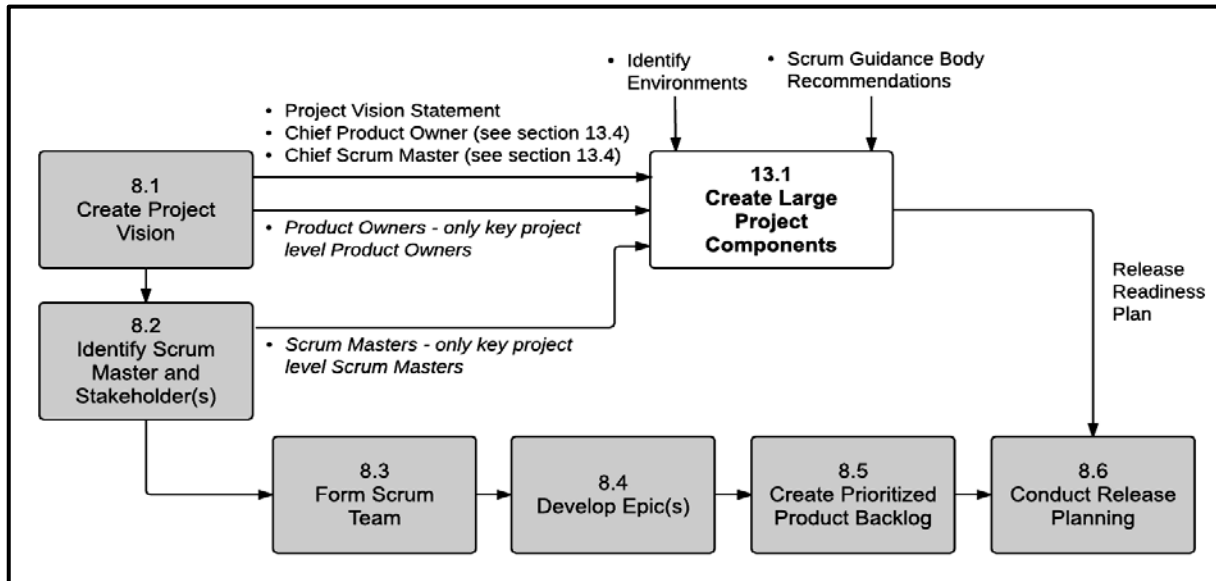 • Identify
Environments
• Scrum Guidance Body
Recommendations
• Project Vision Statement
• Chief Product Owner (see section 13.4)
• Chief Scrum Master (see section 13.4)
8.1
Create Project
Vision
13.1
Create Large
Project
Components
• Product Owners - only key project
level Product Owners
Release
Readiness
Plan
8.2
Identify Scrum
Master and
Stakeholder(s)
• Scrum Masters - only key project
level Scrum Masters
8.3
Form Scrum
Team
8.4
Develop Epic(s)
8.5
Create Prioritized
Product Backlog
8.6
Conduct Release
Planning